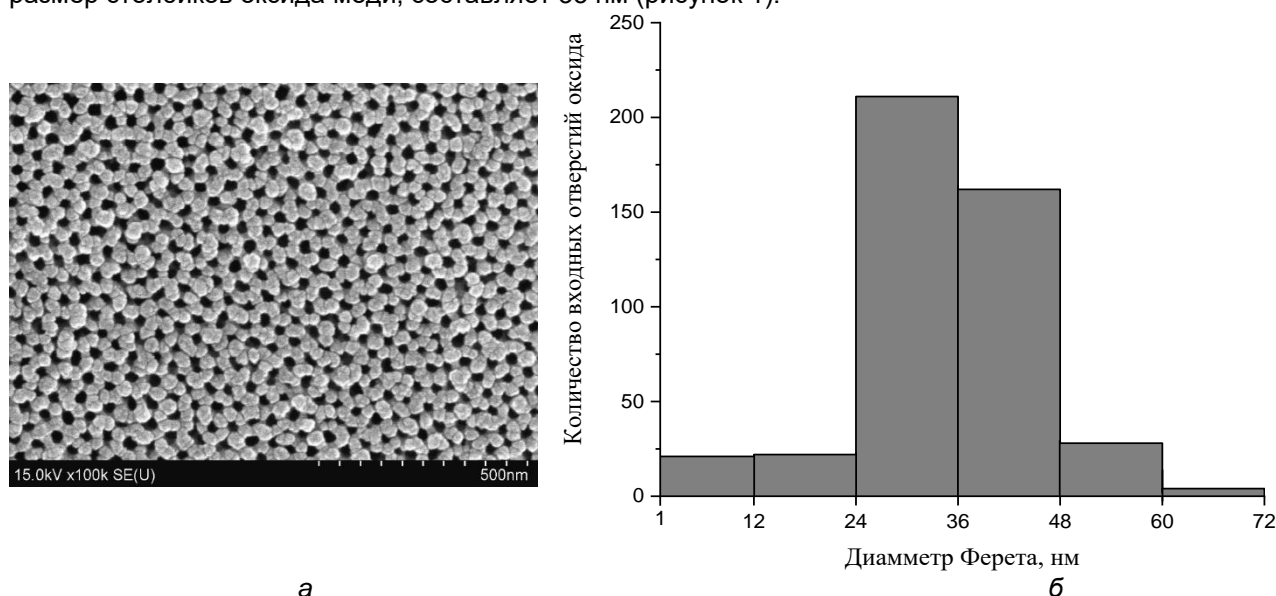 размер столбиков оксида меди, составляет нм (рисунок 1).
250
200
150
100
50
0
1 12 24 36 48 60 72
Количество входных отверстий оксида
Диамметр Ферета, нм
15.0kV x100k SE(U) 500nm
а б